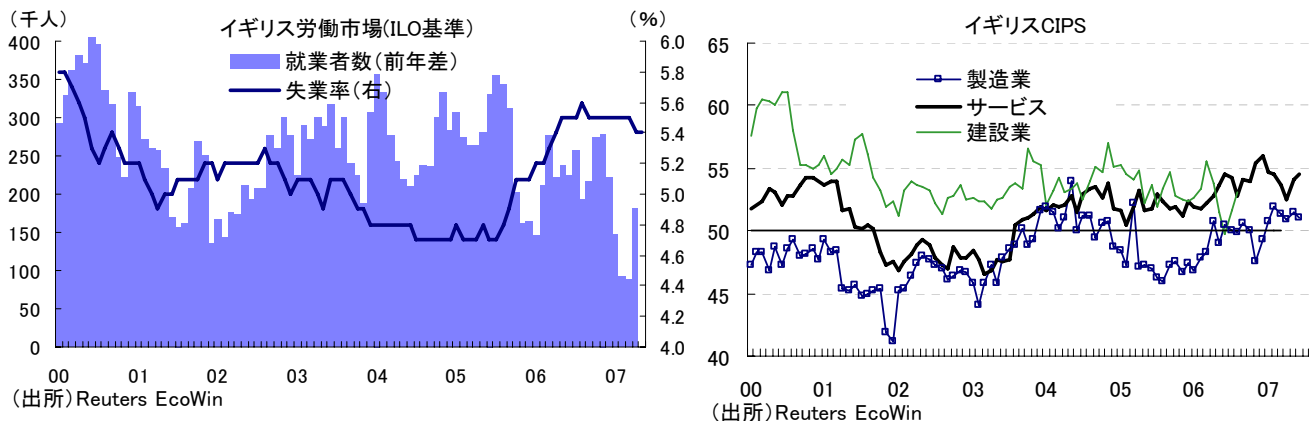 （千人）
イギリス労働市場(ILO基準)
（%）
就業者数（前年差）
失業率（右）
400
350
300
250
200
150
100
50
0
6.0
5.8
5.6
5.4
5.2
5.0
4.8
4.6
4.4
4.2
4.0
00 01 02 03 04 05 06 07
（出所）Reuters EcoWin
イギリスCIPS
製造業
サービス
建設業
65
60
55
50
45
40
00 01 02 03 04 05 06 07
（出所）Reuters EcoWin